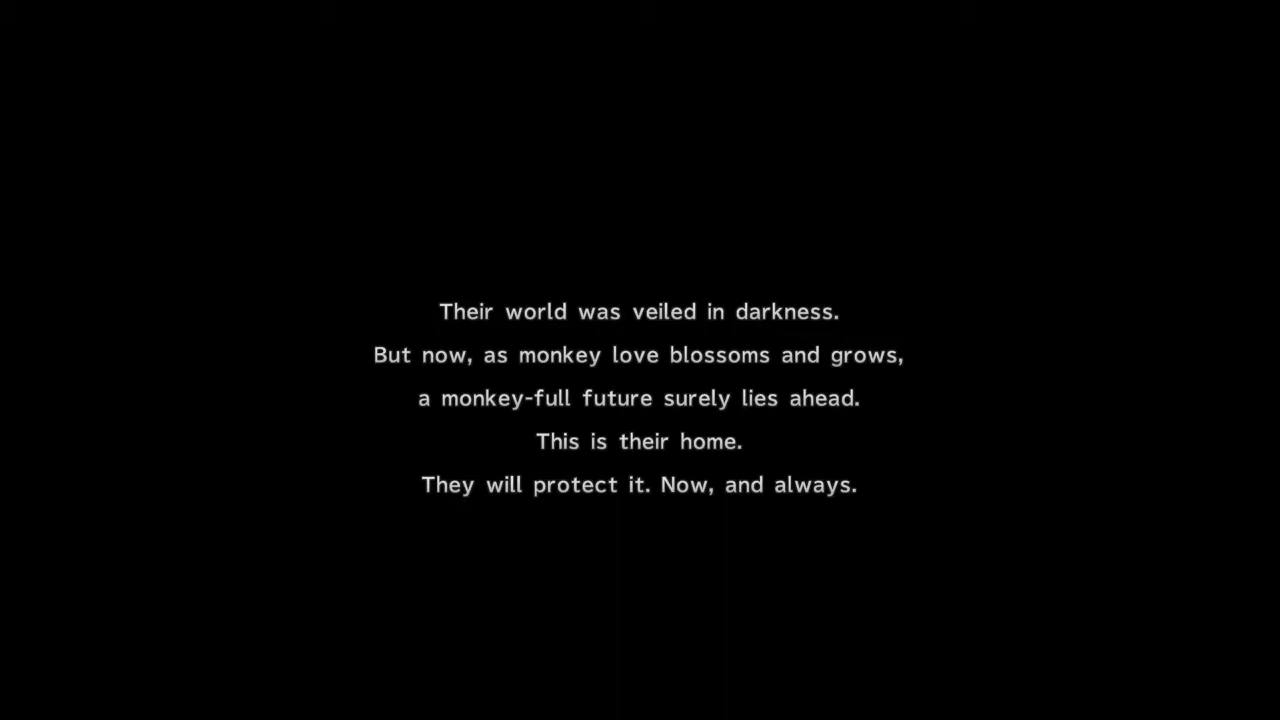 Their world was veiled in darkness.
But now, as monkey love blossoms and grows,
a monkey-full future surely lies ahead.
This is their home.
They will protect it. Now, and always.